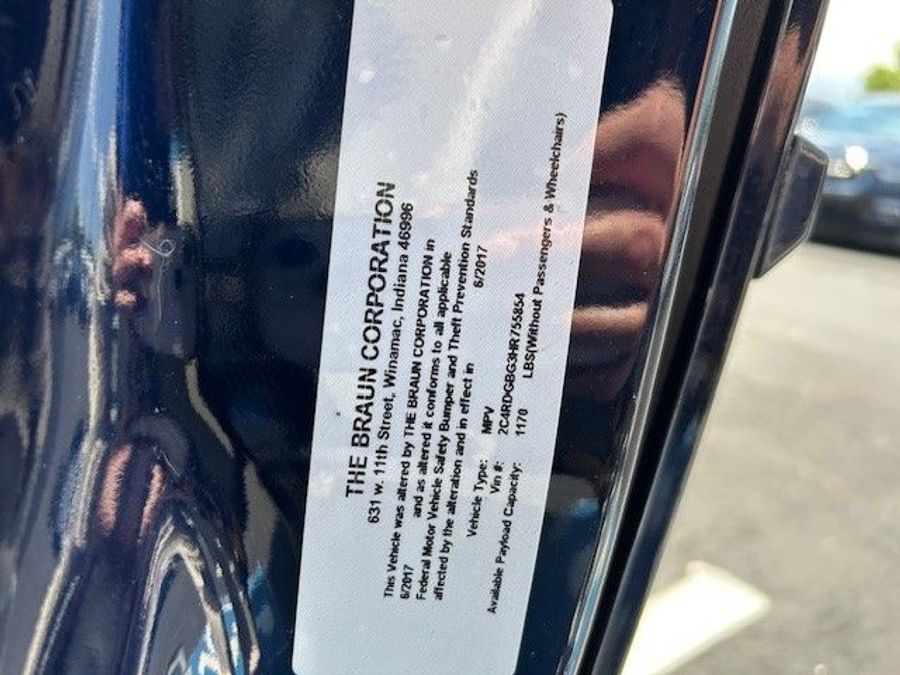 THE BRAUN CORPORATION
631 w. 11th Street, Winamac, Indiana 46996
This Vehicle was altered by THE BRAUN CORPORATION in
6/2017 and as altered it conforms to all applicable
Federal Motor Vehicle Safety Bumper and Theft Prevention Standards
affected by the alteration and in effect in 6/2017
Vehicle Type: MPV
Vin #: 2C4RDGBG3HR755854
Available Payload Capacity: 1170 LBS(Without Passengers & Wheelchairs)